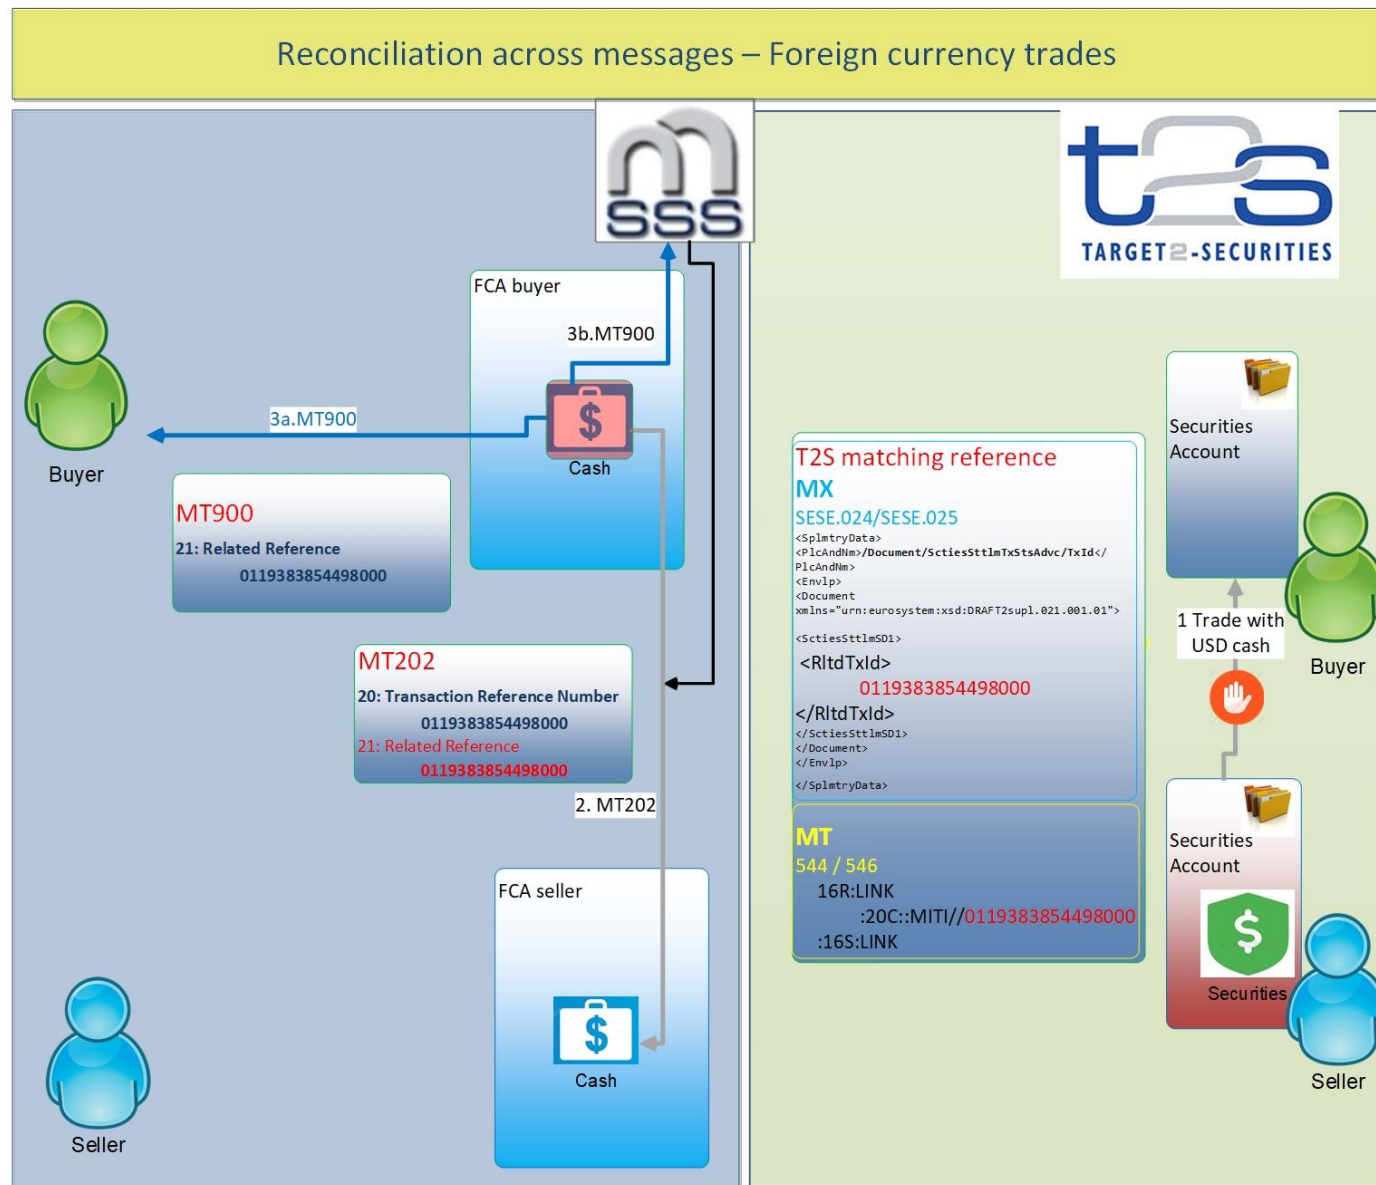 Reconciliation across messages – Foreign currency trades
sss
t2s
TARGET2-SECURITIES
FCA buyer
3b.MT900
3a.MT900
Cash
Buyer
MT900
21: Related Reference
0119383854498000
MT202
20: Transaction Reference Number
0119383854498000
21: Related Reference
0119383854498000
2. MT202
FCA seller
Cash
Seller
T2S matching reference
MX
SESE.024/SESE.025
<SplmtryData>
<PlcAndNm>/Document/SctiesSttlmTxStsAdvc/TxId</
PlcAndNm>
<Envlp>
<Document
xmlns="urn:eurosystem:xsd:DRAFT2supl.021.001.01">
<SctiesSttlmSD1>
<RltdTxId>
0119383854498000
</RltdTxId>
</SctiesSttlmSD1>
</Document>
</Envlp>
</SplmtryData>
MT
544 / 546
16R:LINK
:20C::MITI//0119383854498000
:16S:LINK
Securities
Account
1 Trade with
USD cash
Buyer
Securities
Account
Securities
Seller